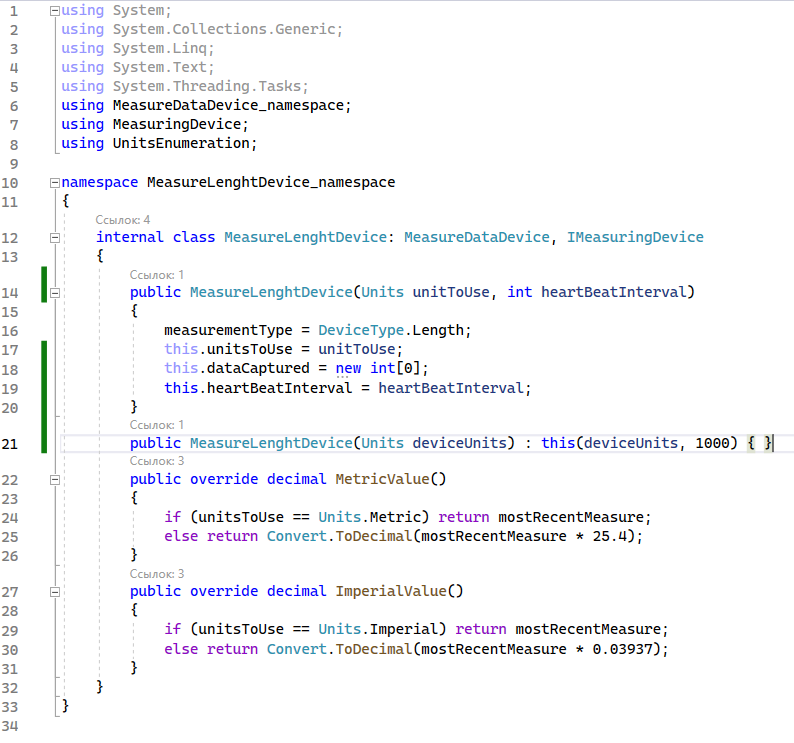 1 using System;
2 using System.Collections.Generic;
3 using System.Linq;
4 using System.Text;
5 using System.Threading.Tasks;
6 using MeasureDataDevice_namespace;
7 using MeasuringDevice;
8 using UnitsEnumeration;
9
10 namespace MeasureLenghtDevice_namespace
11 {
Ссылок: 4
12 internal class MeasureLenghtDevice: MeasureDataDevice, IMeasuringDevice
13 {
Ссылок: 1
14 public MeasureLenghtDevice(Units unitToUse, int heartBeatInterval)
15 {
16 measurementType = DeviceType.Length;
17 this.unitsToUse = unitToUse;
18 this.dataCaptured = new int[0];
19 this.heartBeatInterval = heartBeatInterval;
20 }
Ссылок: 1
21 public MeasureLenghtDevice(Units deviceUnits) : this(deviceUnits, 1000) { }
Ссылок: 3
22 public override decimal MetricValue()
23 {
24 if (unitsToUse == Units.Metric) return mostRecentMeasure;
25 else return Convert.ToDecimal(mostRecentMeasure * 25.4);
26 }
Ссылок: 3
27 public override decimal ImperialValue()
28 {
29 if (unitsToUse == Units.Imperial) return mostRecentMeasure;
30 else return Convert.ToDecimal(mostRecentMeasure * 0.03937);
31 }
32 }
33 }
34